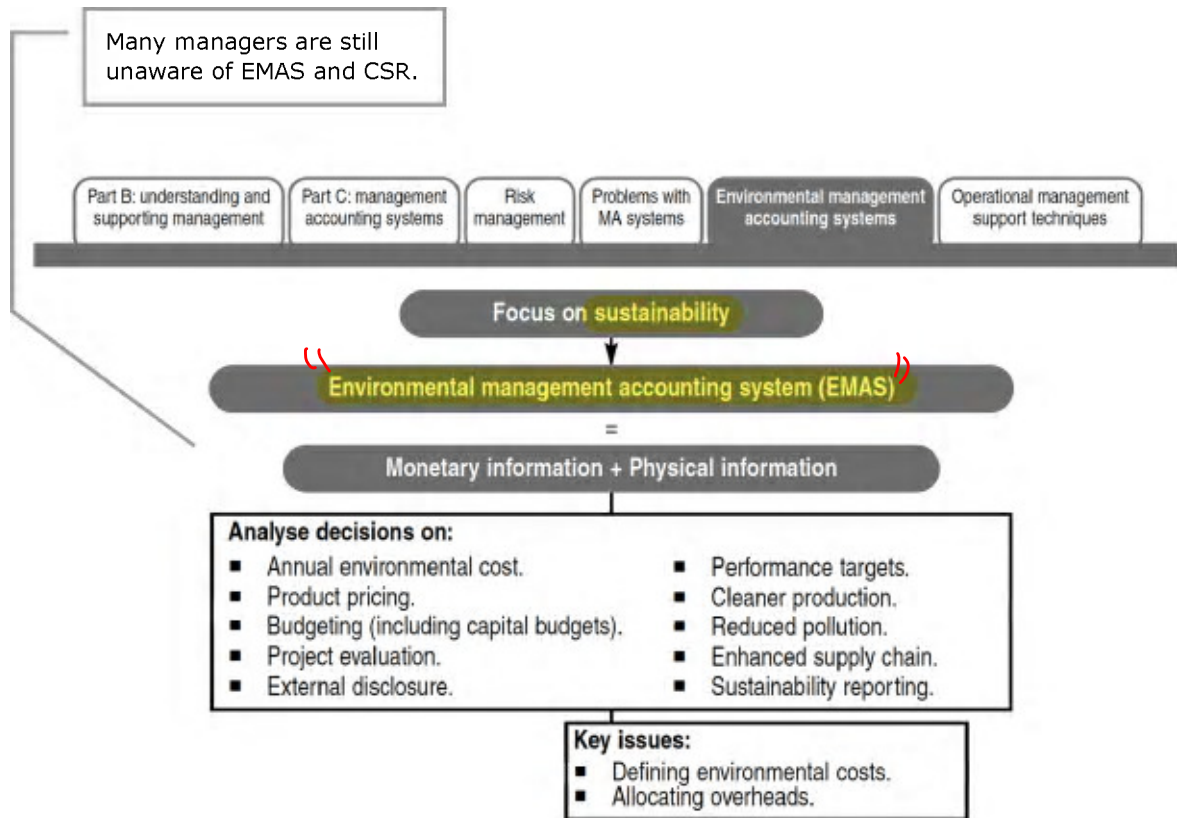 Many managers are still
unaware of EMAS and CSR.
Part B: understanding and
supporting management
Part C: management
accounting systems
Risk
management
Problems with
MA systems
Environmental management
accounting systems
Operational management
support techniques
Focus on sustainability
Environmental management accounting system (EMAS)
=
Monetary information + Physical information
Analyse decisions on:
■ Annual environmental cost.
■ Product pricing.
■ Budgeting (including capital budgets).
■ Project evaluation.
■ External disclosure.
■ Performance targets.
■ Cleaner production.
■ Reduced pollution.
■ Enhanced supply chain.
■ Sustainability reporting.
Key issues:
■ Defining environmental costs.
■ Allocating overheads.